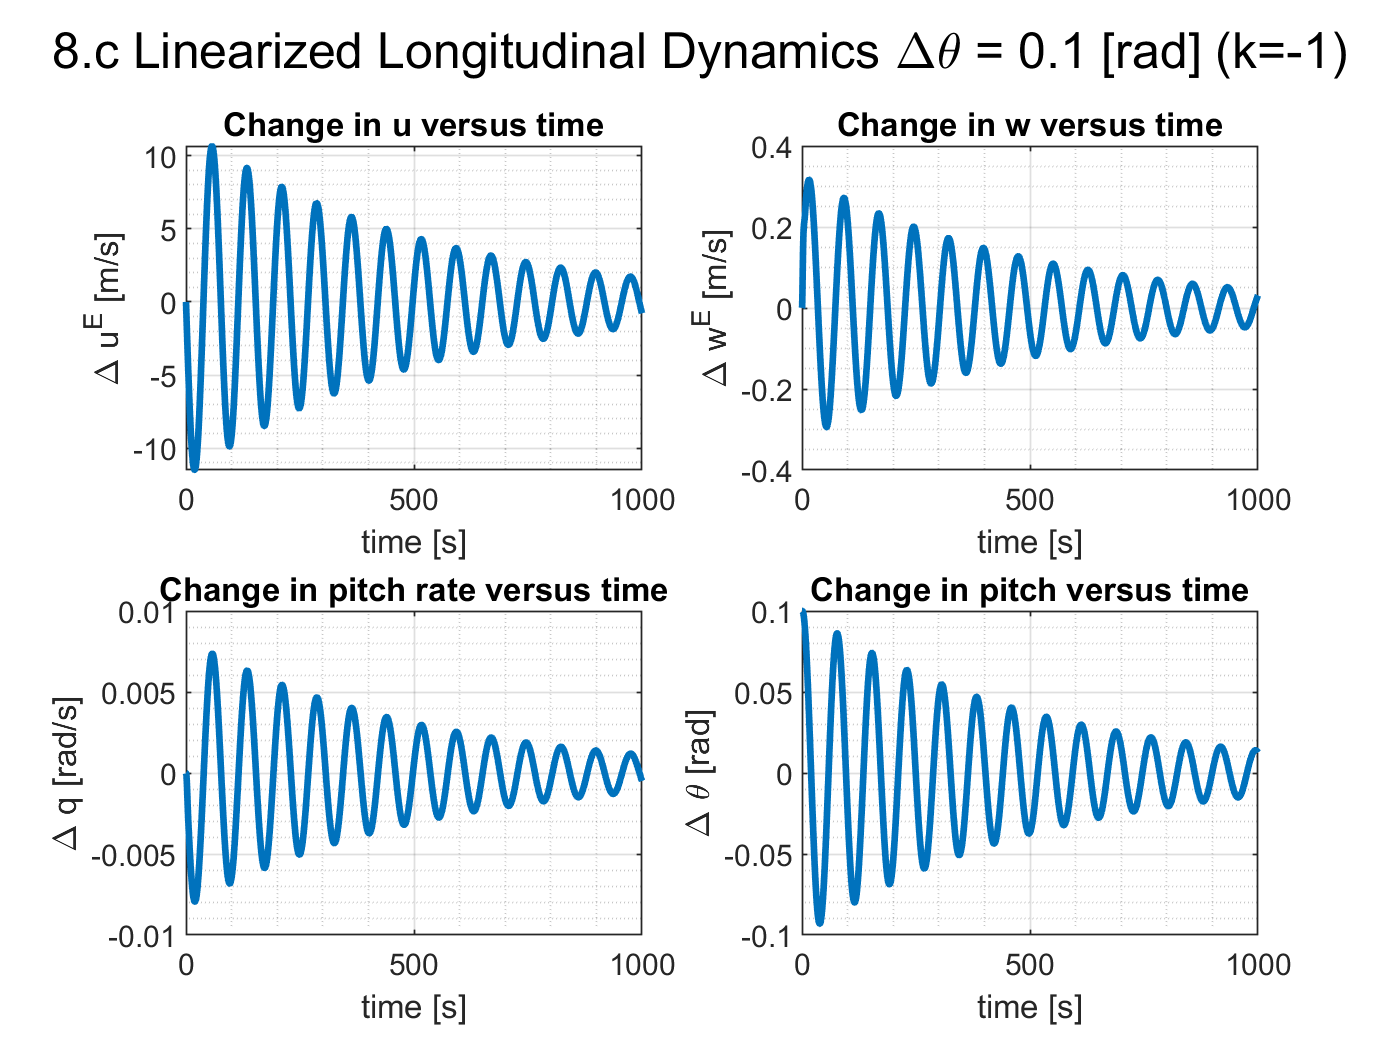 8.c Linearized Longitudinal Dynamics Δθ = 0.1 [rad] (k=-1)
Change in u versus time
10
5
0
-5
-10
Δ u^E [m/s]
0
500
1000
time [s]
Change in w versus time
0.4
0.2
0
-0.2
-0.4
Δ w^E [m/s]
0
500
1000
time [s]
Change in pitch rate versus time
0.01
0.005
0
-0.005
-0.01
Δ q [rad/s]
0
500
1000
time [s]
Change in pitch versus time
0.1
0.05
0
-0.05
-0.1
Δ θ [rad]
0
500
1000
time [s]